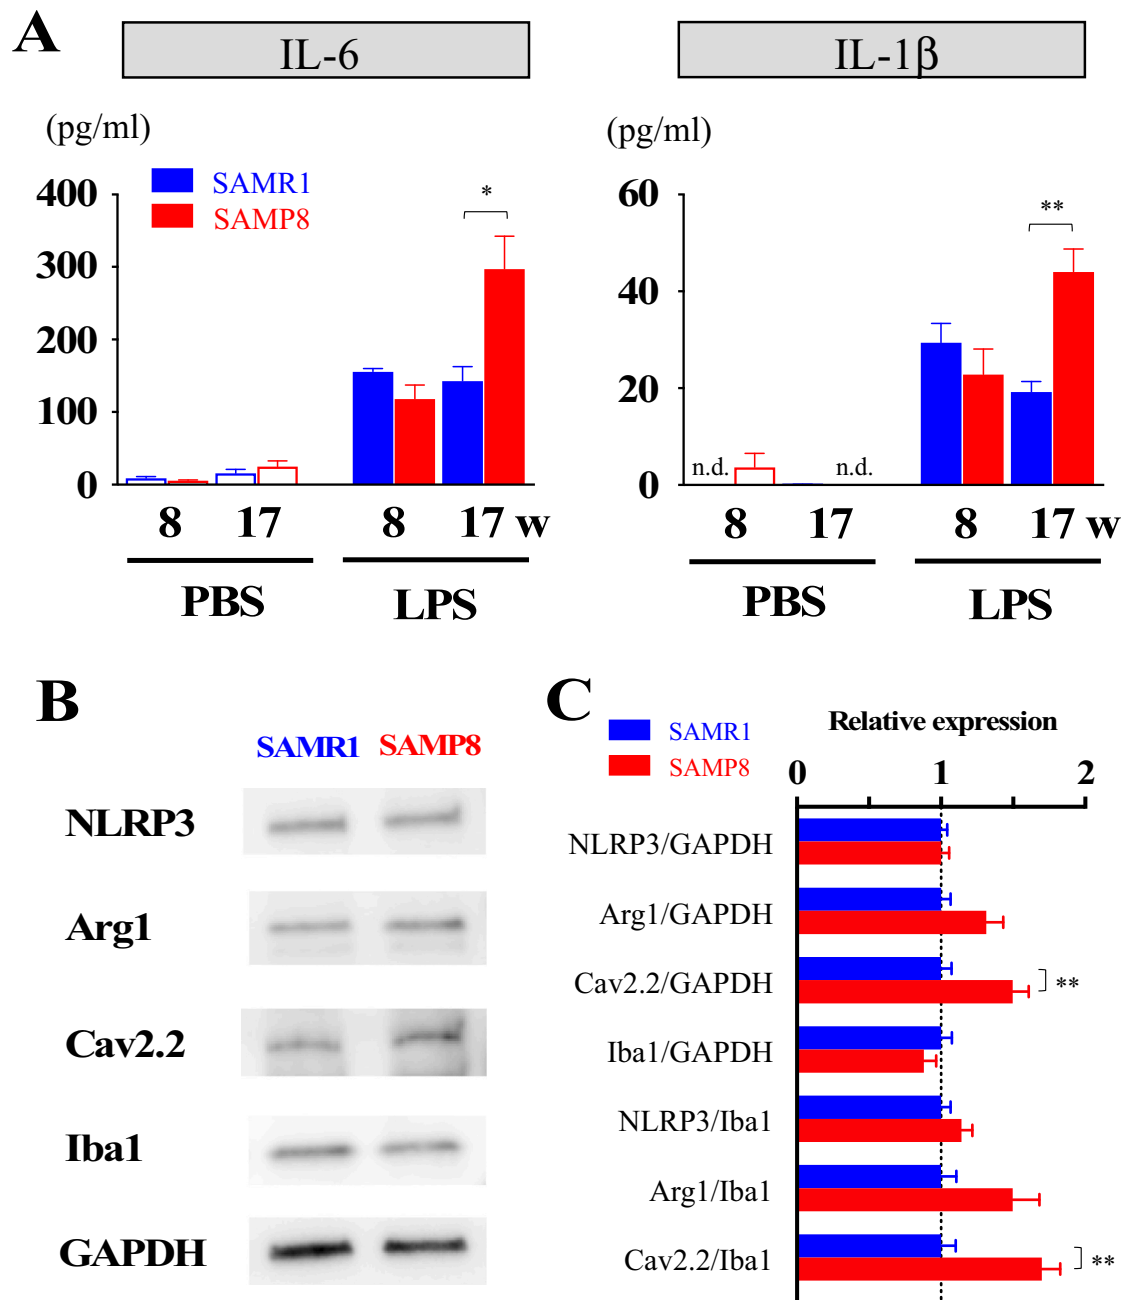 A
IL-6
IL-1β
(pg/ml)
(pg/ml)
400
300
200
100
0
SAMR1
SAMP8
*
8 17 w
PBS LPS
60
40
20
0
n.d.
n.d.
**
8 17 8 17 w
PBS LPS
B
SAMR1 SAMP8
NLRP3
Arg1
Cav2.2
Iba1
GAPDH
C
SAMR1
SAMP8
Relative expression
0 1 2
NLRP3/GAPDH
Arg1/GAPDH
Cav2.2/GAPDH **
Iba1/GAPDH
NLRP3/Iba1
Arg1/Iba1
Cav2.2/Iba1 **